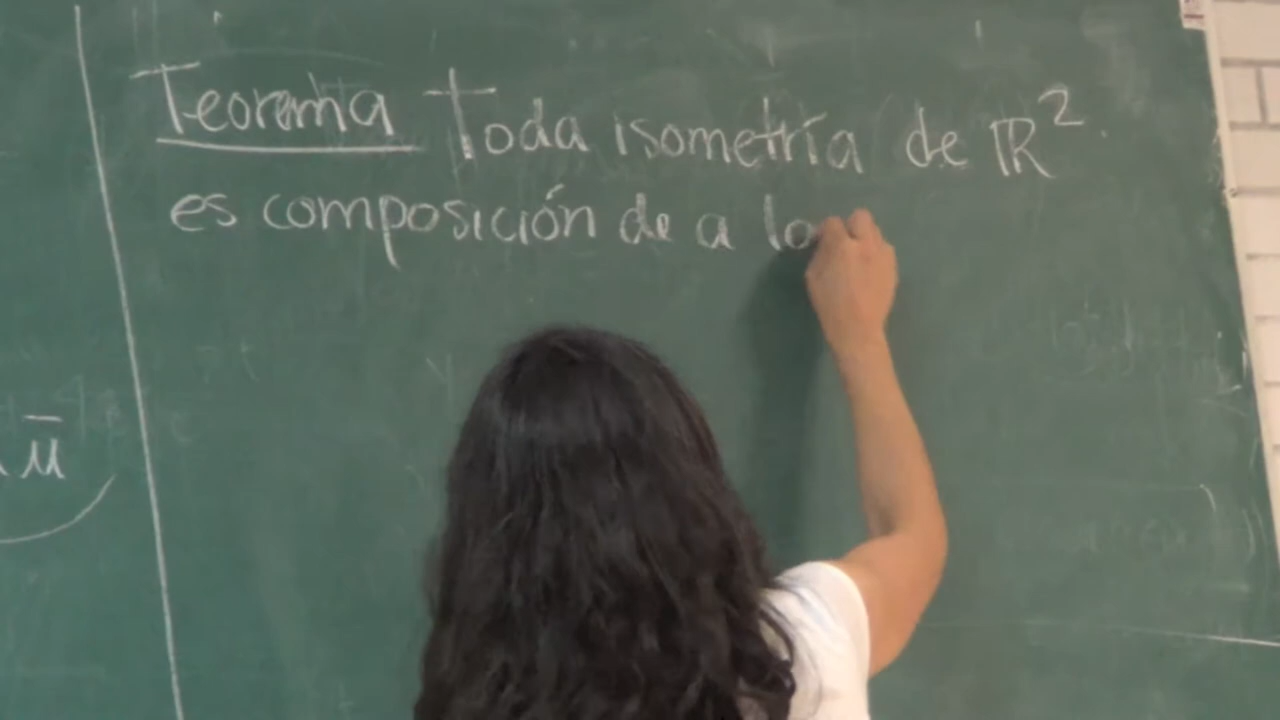 Teorema Toda isometría de ℝ²
es composición de a lo
ū